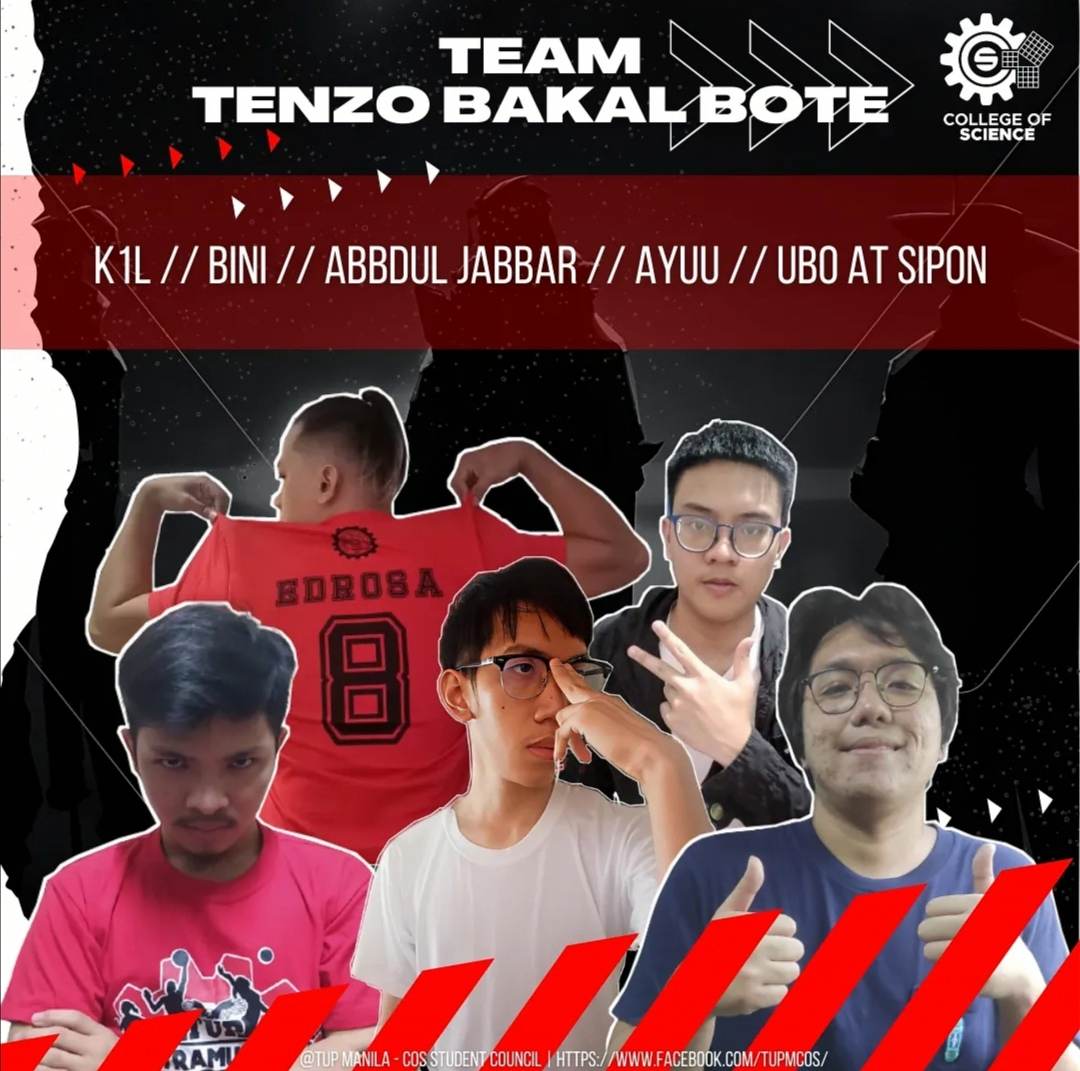 TEAM
TENZO BAKAL BOTE
COLLEGE OF
SCIENCE
K1L // BINI // ABBDUL JABBAR // AYUU // UBO AT SIPON
EDROSA
8
TUP
@TUP MANILA - COS STUDENT COUNCIL | HTTPS://WWW.FACEBOOK.COM/TUPMCOS/